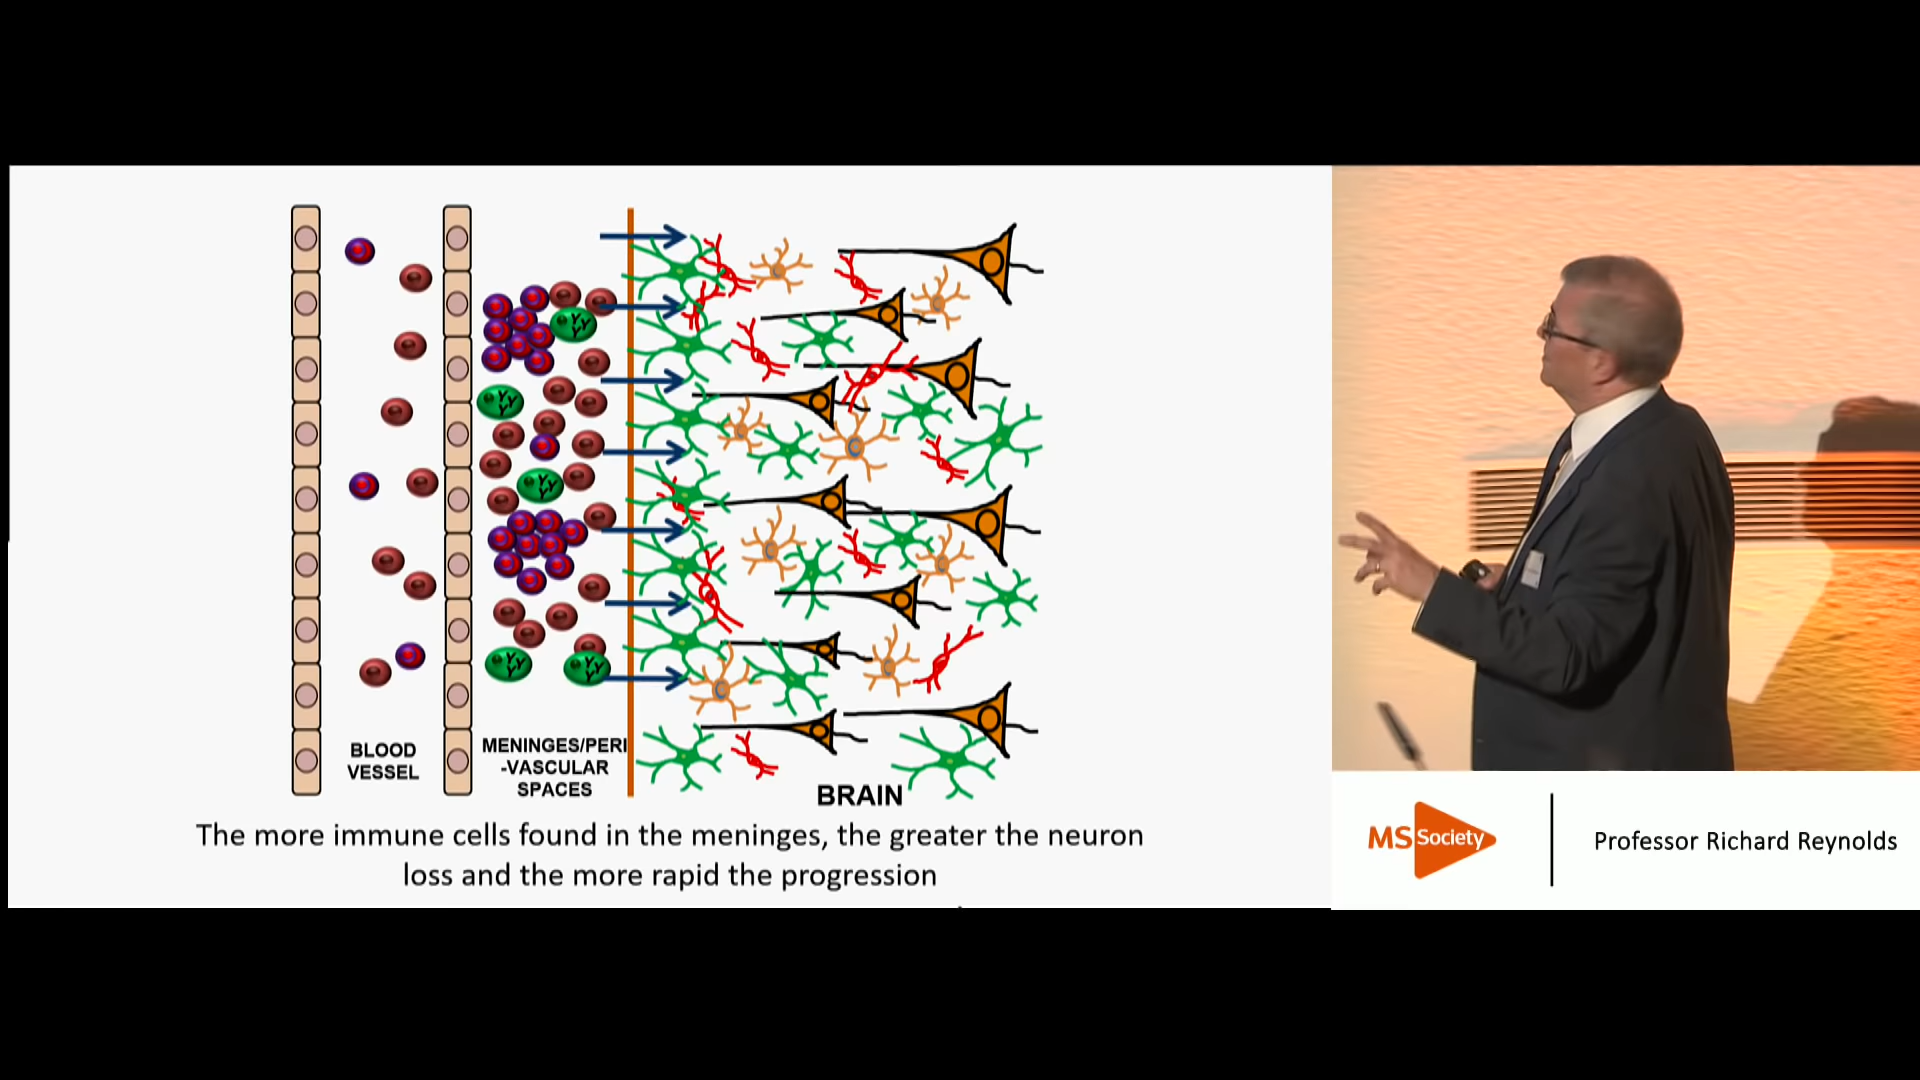 BLOOD
VESSEL
MENINGES/PERI
-VASCULAR
SPACES
BRAIN
The more immune cells found in the meninges, the greater the neuron
loss and the more rapid the progression
MS Society
Professor Richard Reynolds